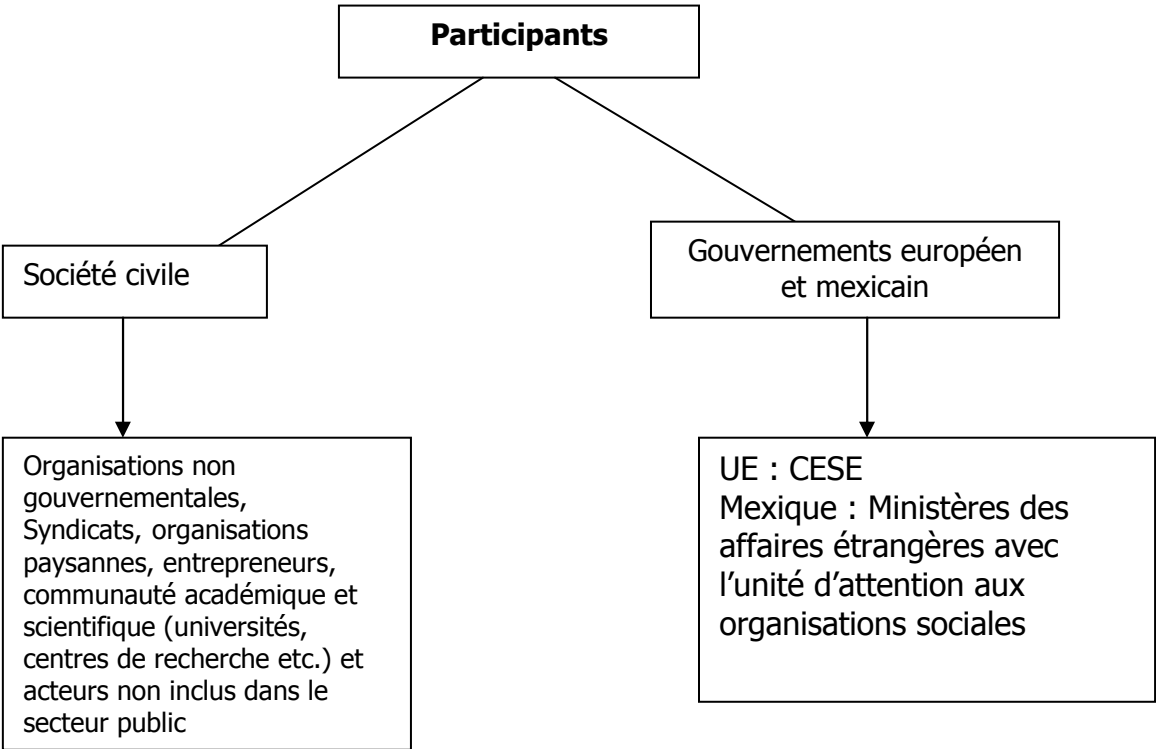 Participants
Société civile
Gouvernements européen
et mexicain
Organisations non
gouvernementales,
Syndicats, organisations
paysannes, entrepreneurs,
communauté académique et
scientifique (universités,
centres de recherche etc.) et
acteurs non inclus dans le
secteur public
UE : CESE
Mexique : Ministères des
affaires étrangères avec
l’unité d’attention aux
organisations sociales